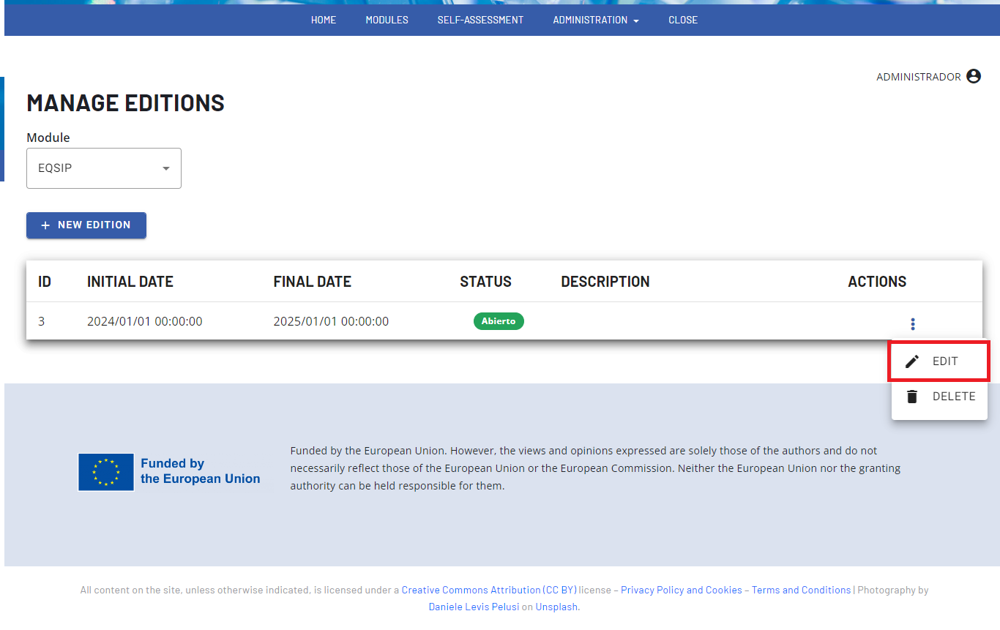 HOME MODULES SELF-ASSESSMENT ADMINISTRATION CLOSE
ADMINISTRADOR
MANAGE EDITIONS
Module
EQSIP
+ NEW EDITION
ID INITIAL DATE FINAL DATE STATUS DESCRIPTION ACTIONS
3 2024/01/01 00:00:00 2025/01/01 00:00:00 Abierto
EDIT
DELETE
Funded by
the European Union
Funded by the European Union. However, the views and opinions expressed are solely those of the authors and do not
necessarily reflect those of the European Union or the European Commission. Neither the European Union nor the granting
authority can be held responsible for them.
All content on the site, unless otherwise indicated, is licensed under a Creative Commons Attribution (CC BY) license – Privacy Policy and Cookies – Terms and Conditions | Photography by
Daniele Levis Pelusi on Unsplash.